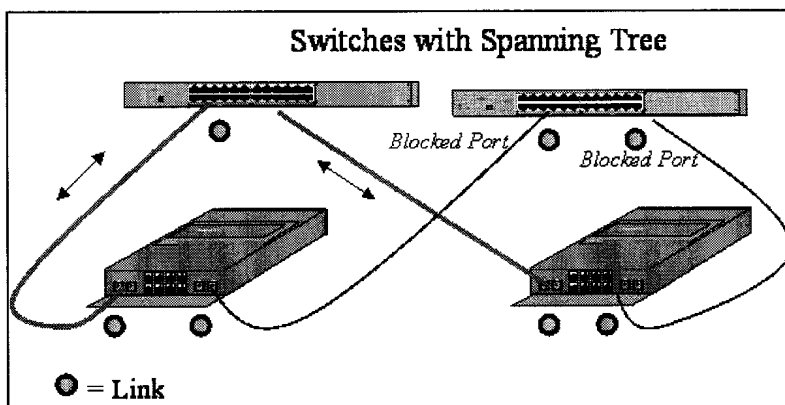 Switches with Spanning Tree
Blocked Port
Blocked Port
= Link